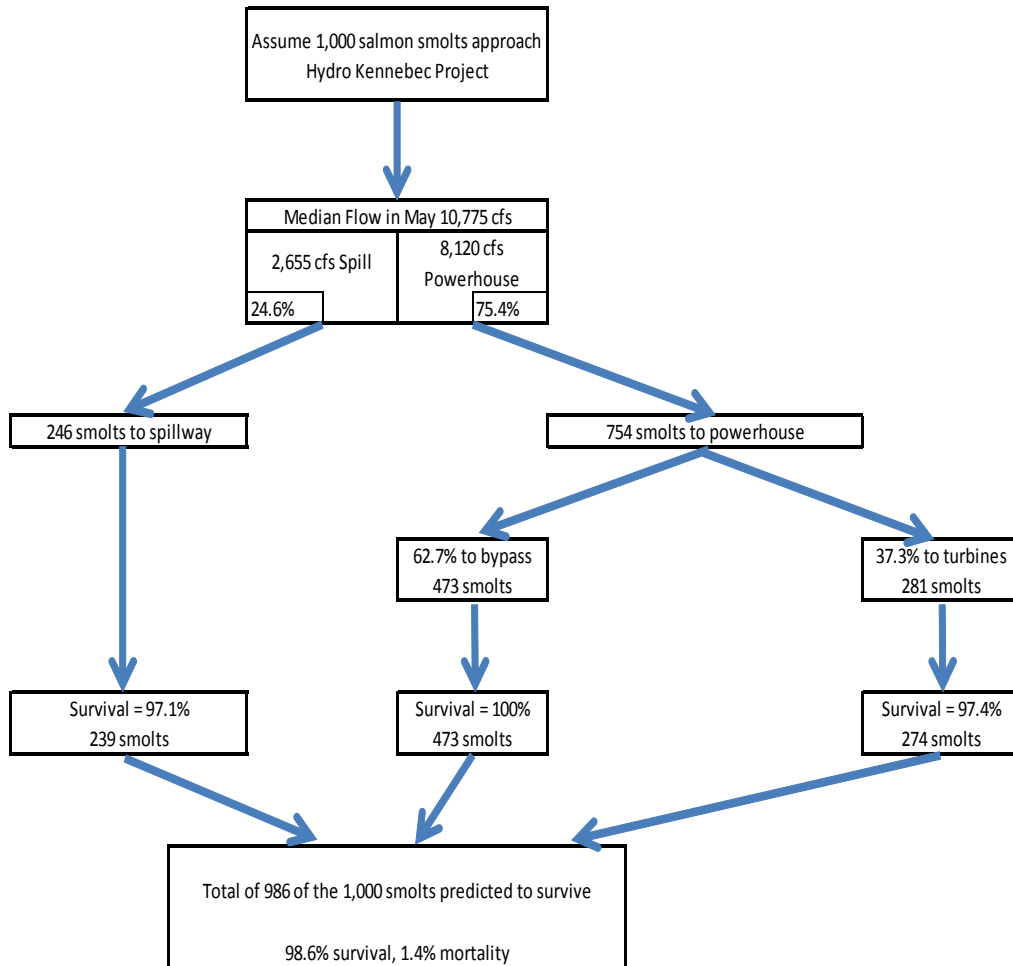 Assume 1,000 salmon smolts approach
Hydro Kennebec Project
Median Flow in May 10,775 cfs
2,655 cfs Spill
8,120 cfs
Powerhouse
24.6%
75.4%
246 smolts to spillway
754 smolts to powerhouse
62.7% to bypass
473 smolts
37.3% to turbines
281 smolts
Survival = 97.1%
239 smolts
Survival = 100%
473 smolts
Survival = 97.4%
274 smolts
Total of 986 of the 1,000 smolts predicted to survive
98.6% survival, 1.4% mortality